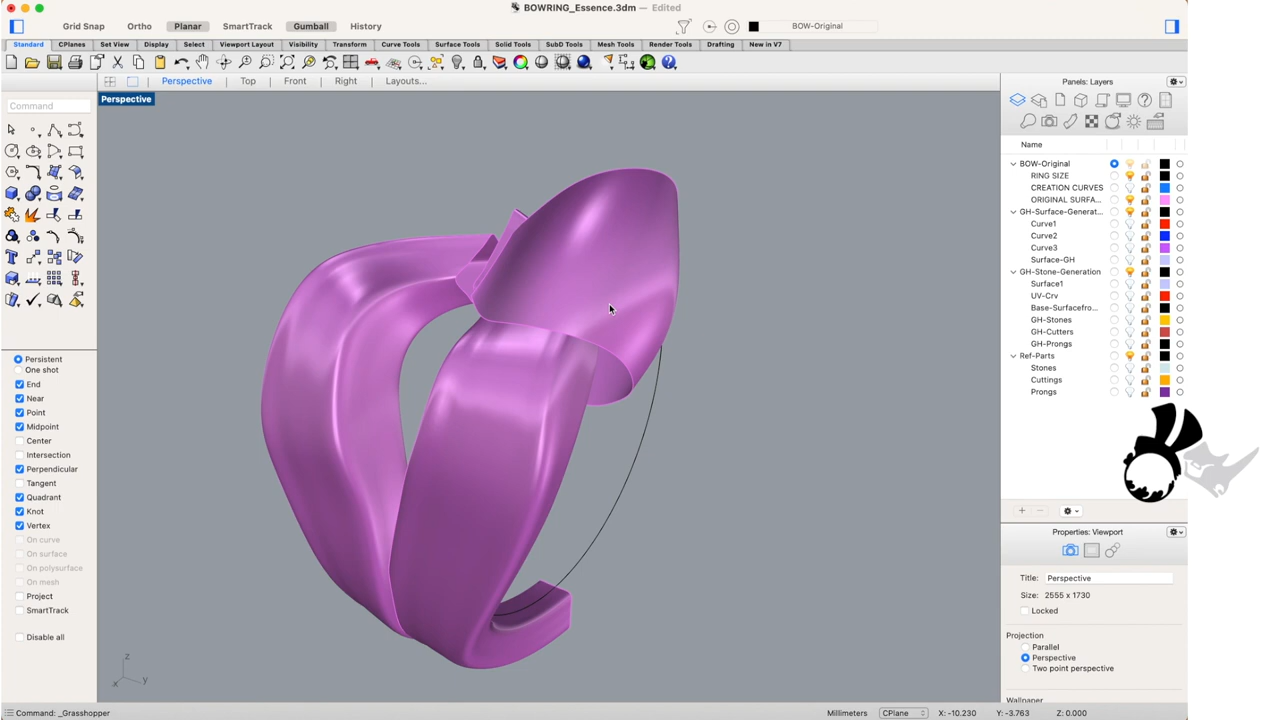 BOWRING_Essence.3dm — Edited
Grid Snap Ortho Planar SmartTrack Gumball History BOW-Original
Standard CPlanes Set View Display Select Viewport Layout Visibility Transform Curve Tools Surface Tools Solid Tools SubD Tools Mesh Tools Render Tools Drafting New in V7
Perspective Top Front Right Layouts...
Panels: Layers
Perspective
Command
Name
BOW-Original
RING SIZE
CREATION CURVES
ORIGINAL SURFA...
GH-Surface-Generat...
Curve1
Curve2
Curve3
Surface-GH
GH-Stone-Generation
Surface1
UV-Crv
Base-Surfacefro...
GH-Stones
GH-Cutters
GH-Prongs
Ref-Parts
Stones
Cuttings
Prongs
Persistent
One shot
End
Near
Point
Midpoint
Center
Intersection
Perpendicular
Tangent
Quadrant
Knot
Vertex
On curve
On surface
On polysurface
On mesh
Project
SmartTrack
Disable all
Properties: Viewport
Title: Perspective
Size: 2555 x 1730
Locked
Projection
Parallel
Perspective
Two point perspective
Wallpaper
z
x y
Command: _Grasshopper
Millimeters CPlane X: -10.230 Y: -3.763 Z: 0.000